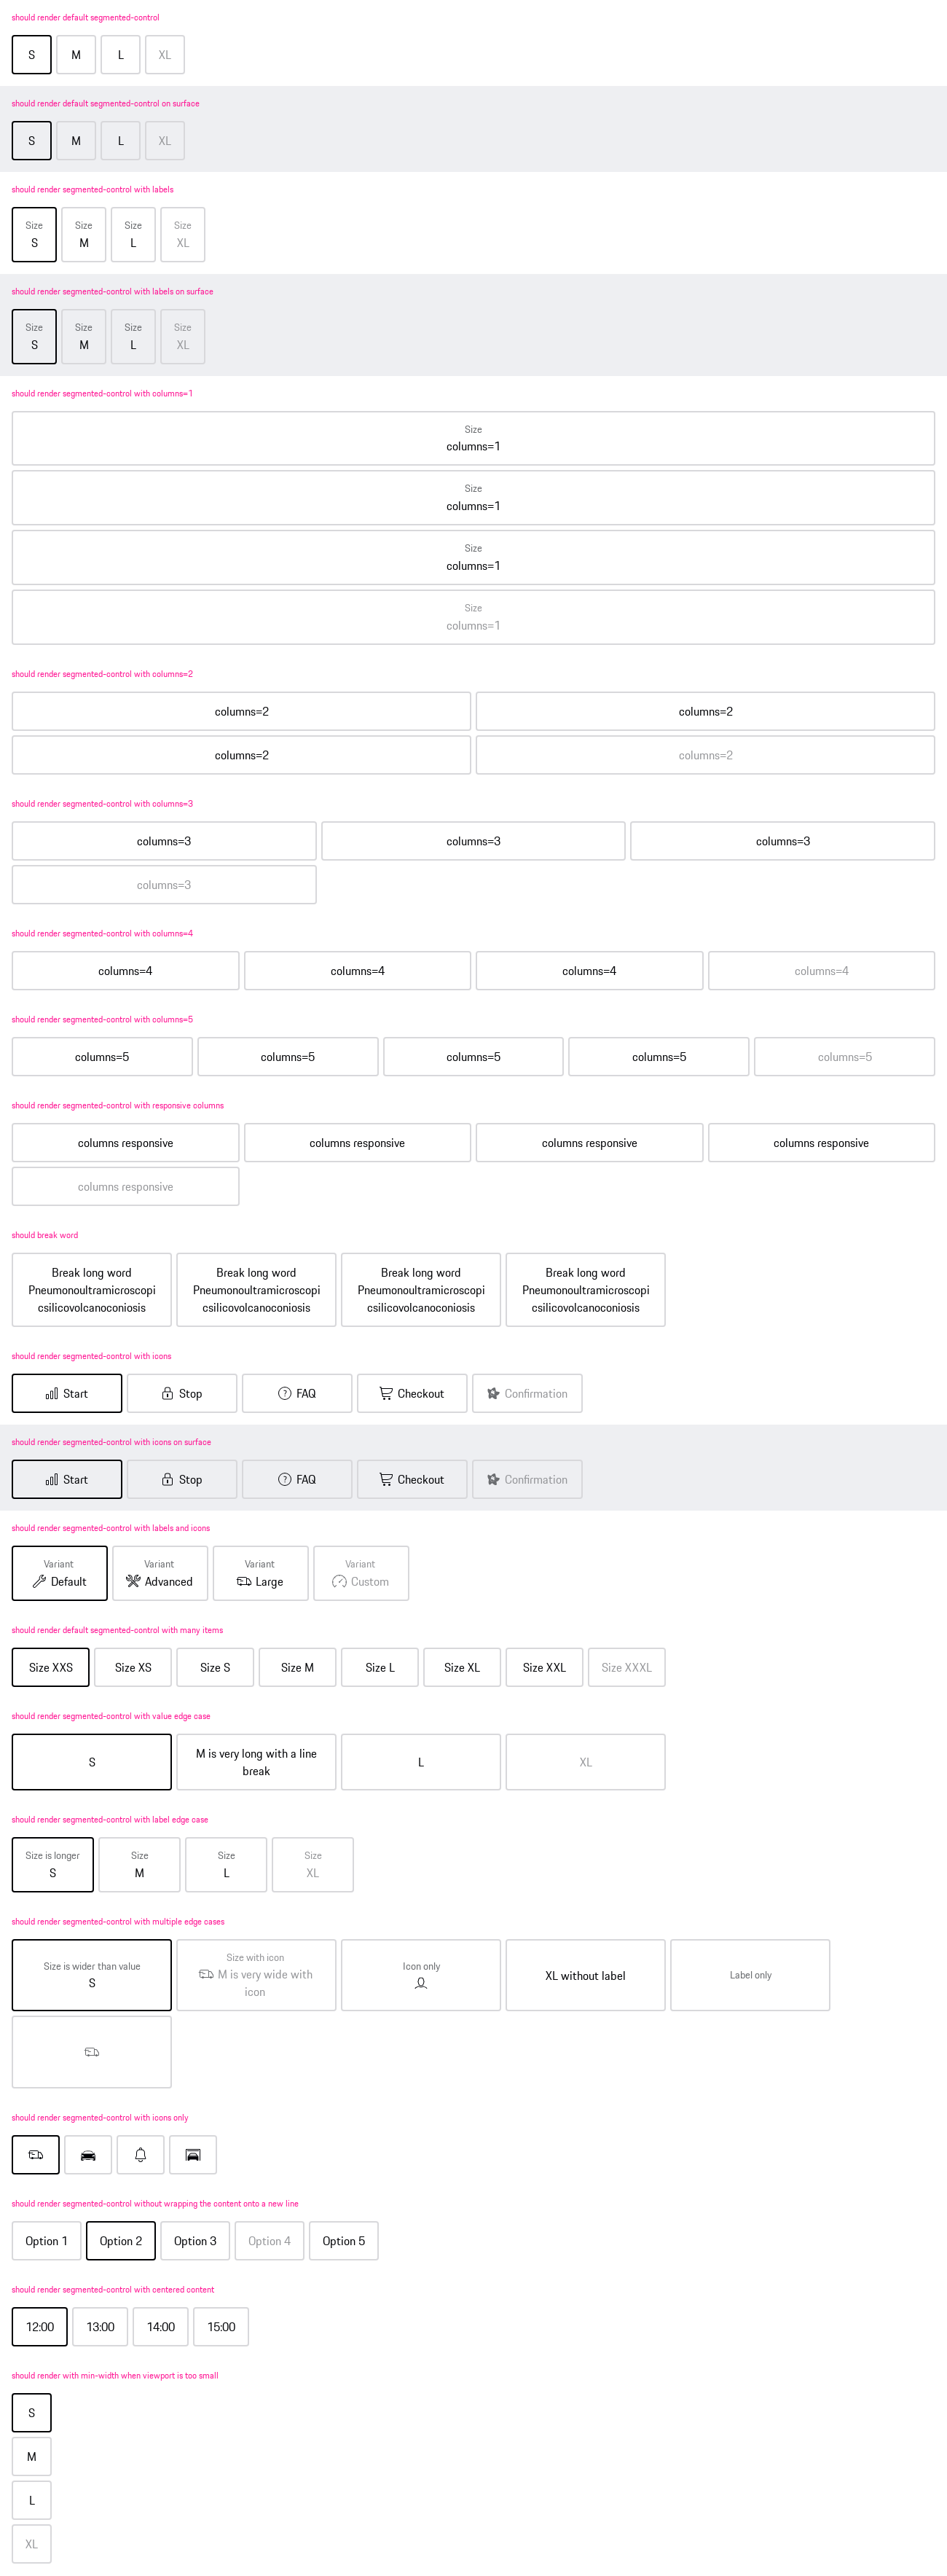 should render default segmented-control
S M L XL
should render default segmented-control on surface
S M L XL
should render segmented-control with labels
Size Size Size Size
S M L XL
should render segmented-control with labels on surface
Size Size Size Size
S M L XL
should render segmented-control with columns=1
Size
columns=1
Size
columns=1
Size
columns=1
Size
columns=1
should render segmented-control with columns=2
columns=2 columns=2
columns=2 columns=2
should render segmented-control with columns=3
columns=3 columns=3 columns=3
columns=3
should render segmented-control with columns=4
columns=4 columns=4 columns=4 columns=4
should render segmented-control with columns=5
columns=5 columns=5 columns=5 columns=5 columns=5
should render segmented-control with responsive columns
columns responsive columns responsive columns responsive columns responsive
columns responsive
should break word
Break long word Break long word Break long word Break long word
Pneumonoultramicroscopi Pneumonoultramicroscopi Pneumonoultramicroscopi Pneumonoultramicroscopi
csilicovolcanoconiosis csilicovolcanoconiosis csilicovolcanoconiosis csilicovolcanoconiosis
should render segmented-control with icons
Start Stop FAQ Checkout Confirmation
should render segmented-control with icons on surface
Start Stop FAQ Checkout Confirmation
should render segmented-control with labels and icons
Variant Variant Variant Variant
Default Advanced Large Custom
should render default segmented-control with many items
Size XXS Size XS Size S Size M Size L Size XL Size XXL Size XXXL
should render segmented-control with value edge case
S M is very long with a line L XL
break
should render segmented-control with label edge case
Size is longer Size Size Size
S M L XL
should render segmented-control with multiple edge cases
Size is wider than value Size with icon Icon only XL without label Label only
S M is very wide with
icon
should render segmented-control with icons only
should render segmented-control without wrapping the content onto a new line
Option 1 Option 2 Option 3 Option 4 Option 5
should render segmented-control with centered content
12:00 13:00 14:00 15:00
should render with min-width when viewport is too small
S
M
L
XL